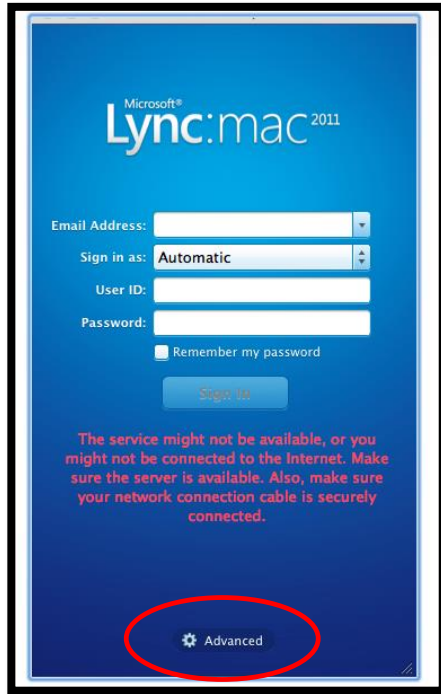 Microsoft®
Lync:mac 2011
Email Address:
Sign in as: Automatic
User ID:
Password:
Remember my password
Sign In
The service might not be available, or you
might not be connected to the Internet. Make
sure the server is available. Also, make sure
your network connection cable is securely
connected.
Advanced